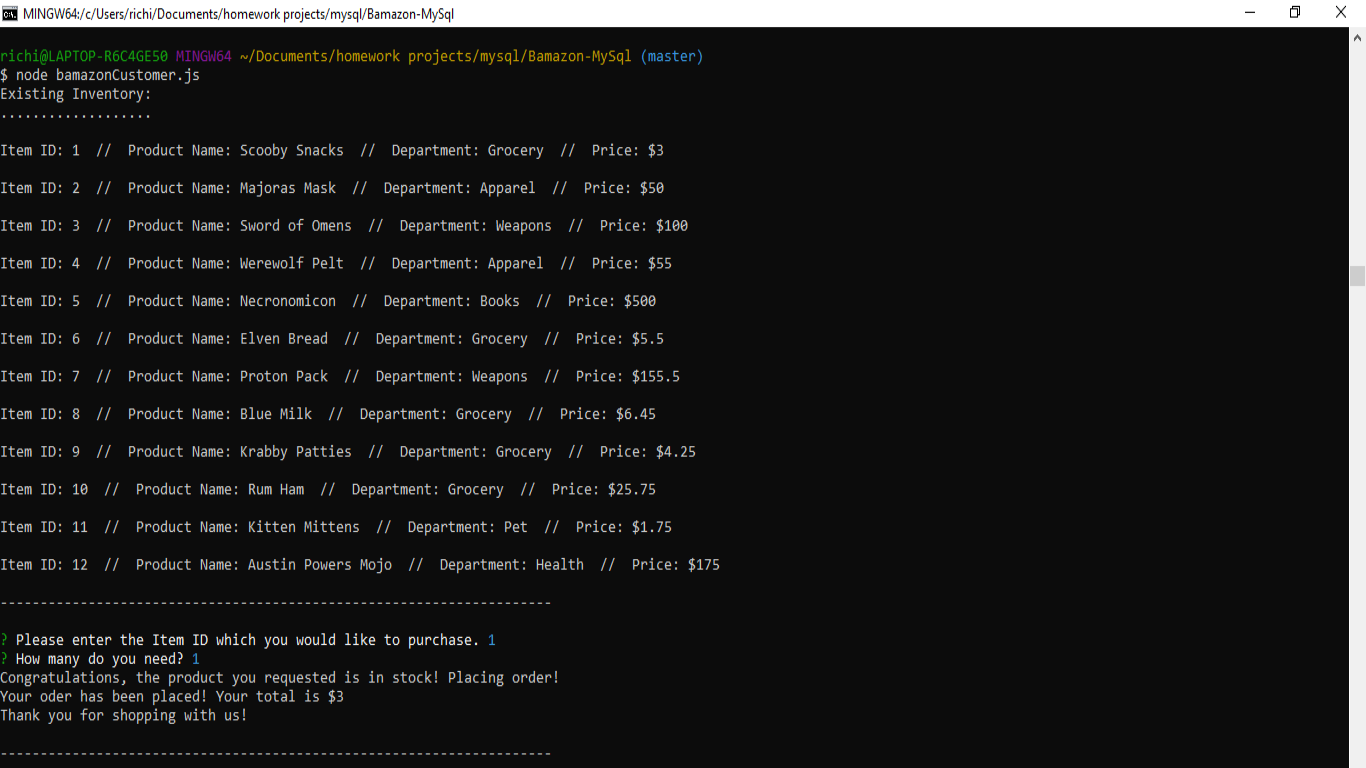 MINGW64:/c/Users/richi/Documents/homework projects/mysql/Bamazon-MySql
richi@LAPTOP-R6C4GE50 MINGW64 ~/Documents/homework projects/mysql/Bamazon-MySql (master)
$ node bamazonCustomer.js
Existing Inventory:
...................
Item ID: 1  //  Product Name: Scooby Snacks  //  Department: Grocery  //  Price: $3
Item ID: 2  //  Product Name: Majoras Mask  //  Department: Apparel  //  Price: $50
Item ID: 3  //  Product Name: Sword of Omens  //  Department: Weapons  //  Price: $100
Item ID: 4  //  Product Name: Werewolf Pelt  //  Department: Apparel  //  Price: $55
Item ID: 5  //  Product Name: Necronomicon  //  Department: Books  //  Price: $500
Item ID: 6  //  Product Name: Elven Bread  //  Department: Grocery  //  Price: $5.5
Item ID: 7  //  Product Name: Proton Pack  //  Department: Weapons  //  Price: $155.5
Item ID: 8  //  Product Name: Blue Milk  //  Department: Grocery  //  Price: $6.45
Item ID: 9  //  Product Name: Krabby Patties  //  Department: Grocery  //  Price: $4.25
Item ID: 10  //  Product Name: Rum Ham  //  Department: Grocery  //  Price: $25.75
Item ID: 11  //  Product Name: Kitten Mittens  //  Department: Pet  //  Price: $1.75
Item ID: 12  //  Product Name: Austin Powers Mojo  //  Department: Health  //  Price: $175
---------------------------------------------------------------------
? Please enter the Item ID which you would like to purchase. 1
? How many do you need? 1
Congratulations, the product you requested is in stock! Placing order!
Your oder has been placed! Your total is $3
Thank you for shopping with us!
---------------------------------------------------------------------